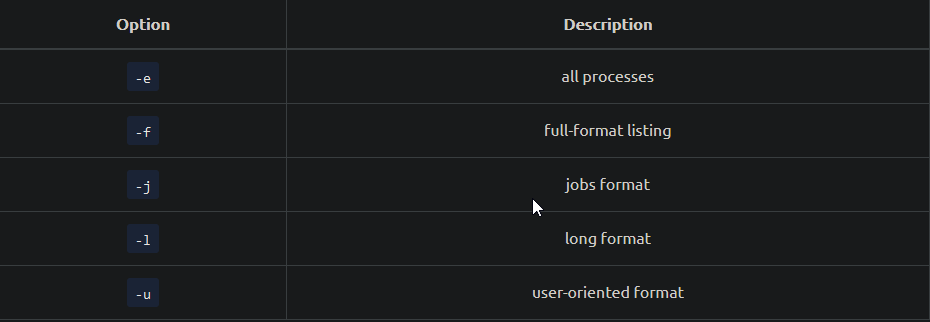 Option Description
-e all processes
-f full-format listing
-j jobs format
-l long format
-u user-oriented format